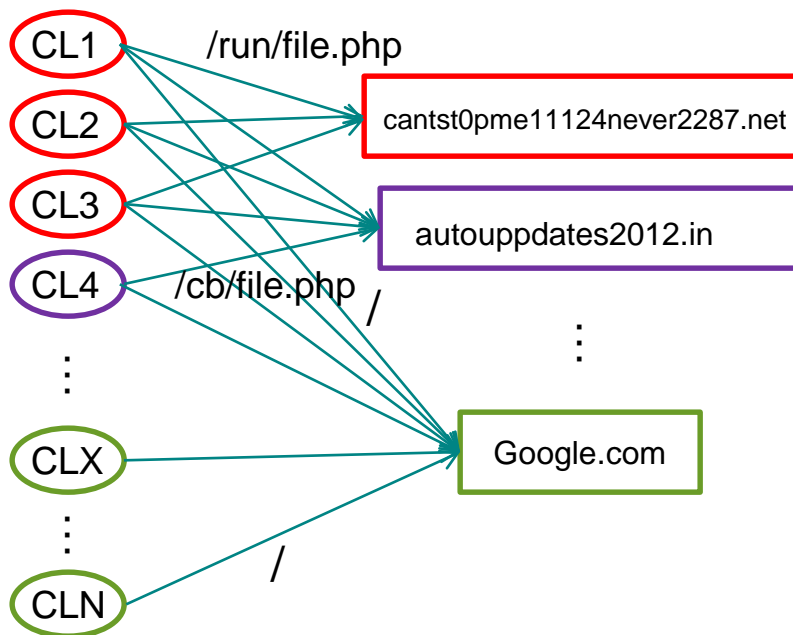 CL1
/run/file.php
CL2
cantst0pme11124never2287.net
CL3
autouppdates2012.in
CL4
/cb/file.php
/
⋮
⋮
CLX
Google.com
⋮
/
CLN